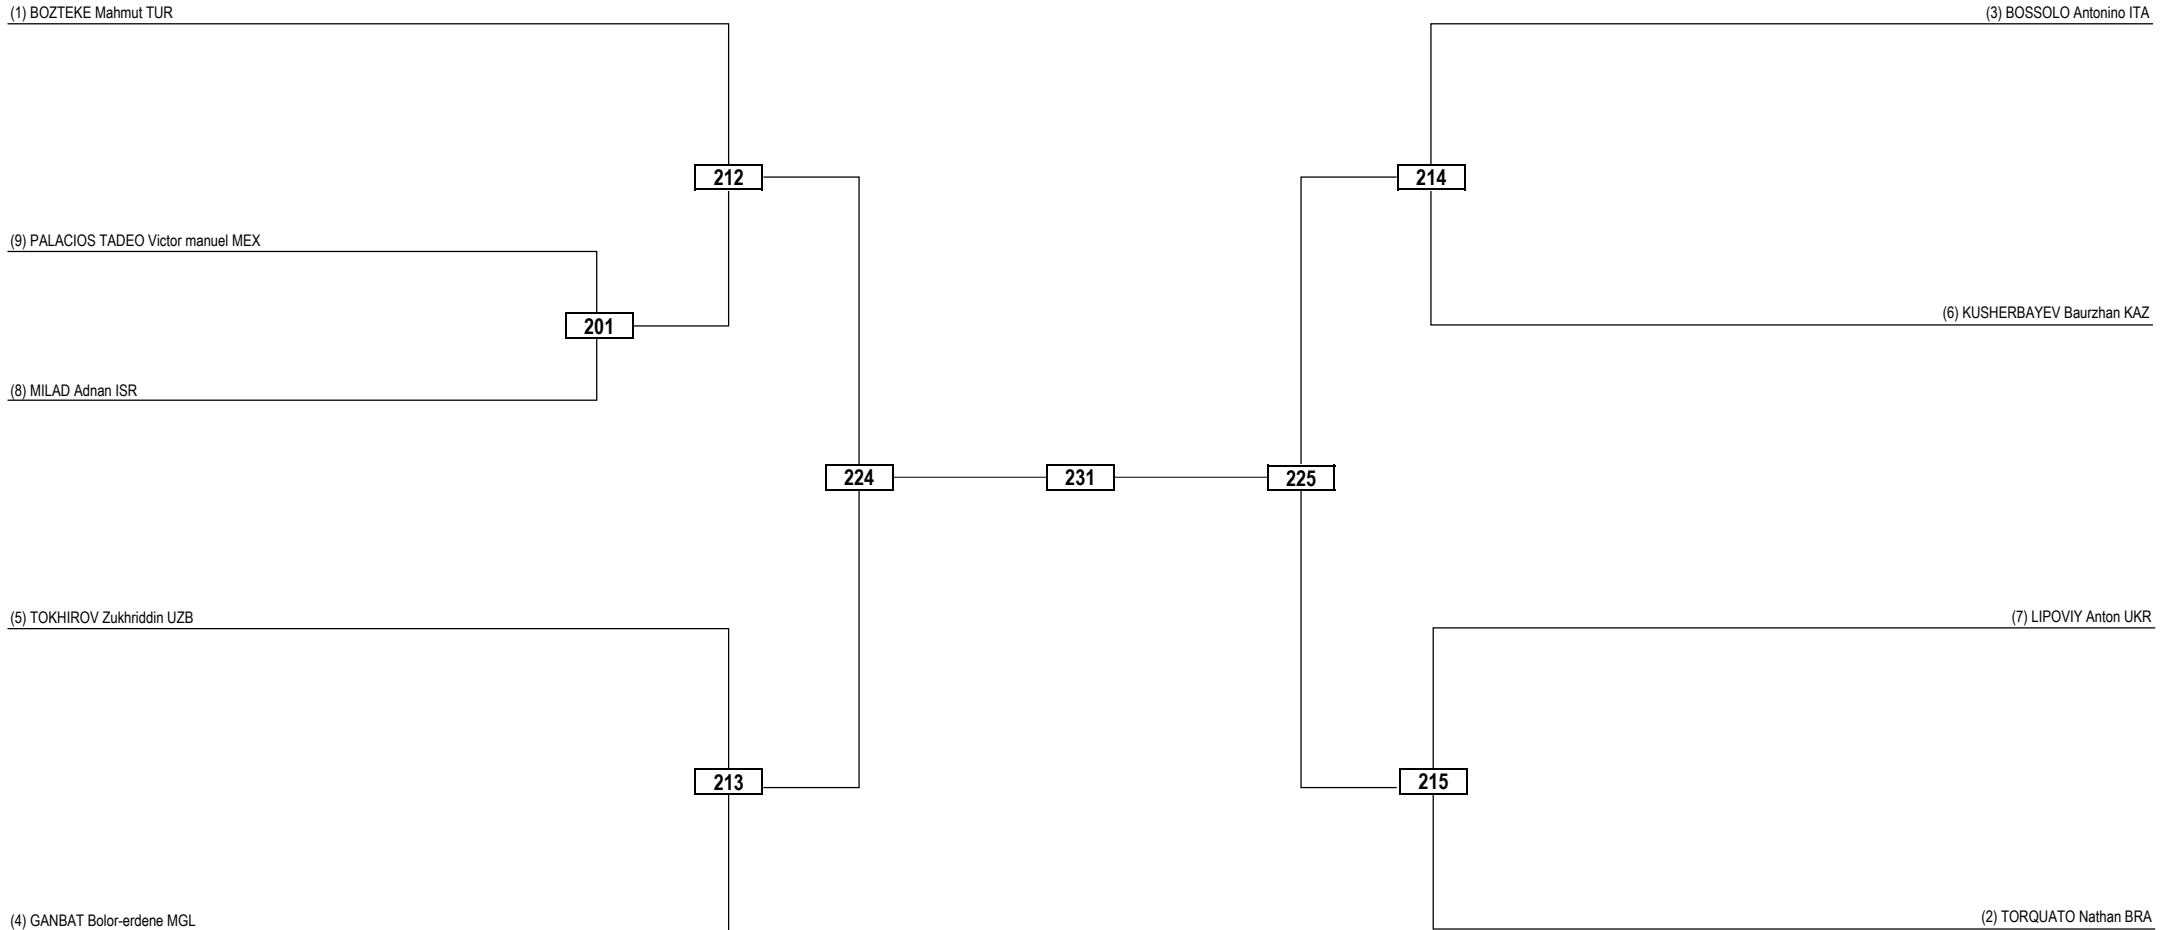 (1) BOZTEKE Mahmut TUR
(3) BOSSOLO Antonino ITA
212
214
(9) PALACIOS TADEO Victor manuel MEX
201
(6) KUSHERBAYEV Baurzhan KAZ
(8) MILAD Adnan ISR
224
231
225
(5) TOKHIROV Zukhriddin UZB
(7) LIPOVIY Anton UKR
213
215
(4) GANBAT Bolor-erdene MGL
(2) TORQUATO Nathan BRA